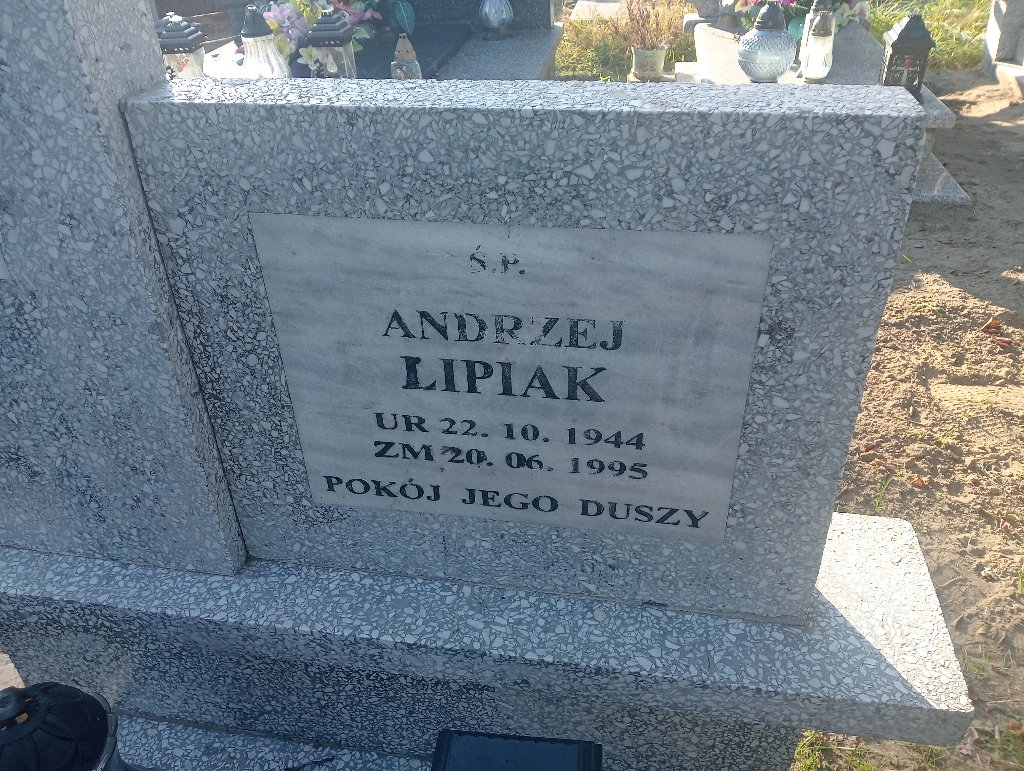 Ś.P.
ANDRZEJ
LIPIAK
UR 22. 10. 1944
ZM 20. 06. 1995
POKÓJ JEGO DUSZY